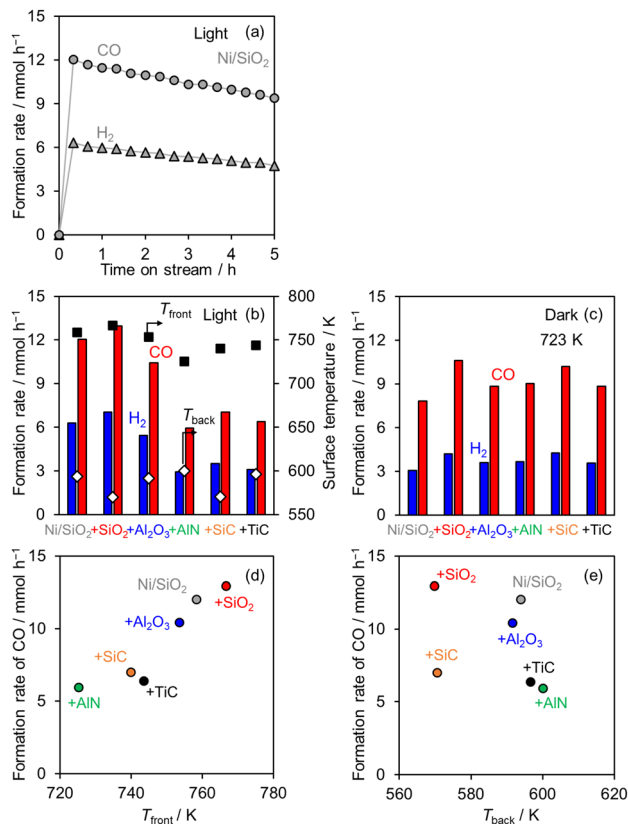 Formation rate / mmol h⁻¹
15
12
9
6
3
0
Light
(a)
CO
Ni/SiO₂
H₂
0 1 2 3 4 5
Time on stream / h
Formation rate / mmol h⁻¹
15
12
9
6
3
0
T_front
Light
(b)
CO
H₂
T_back
800
750
700
650
600
550
Surface temperature / K
Ni/SiO₂ +SiO₂ +Al₂O₃ +AlN +SiC +TiC
Formation rate / mmol h⁻¹
15
12
9
6
3
0
Dark
(c)
723 K
CO
H₂
Ni/SiO₂ +SiO₂ +Al₂O₃ +AlN +SiC +TiC
Formation rate of CO / mmol h⁻¹
15
10
5
0
(d)
Ni/SiO₂
+SiO₂
+Al₂O₃
+SiC
+TiC
+AlN
720 740 760 780
T_front / K
Formation rate of CO / mmol h⁻¹
15
10
5
0
(e)
+SiO₂
Ni/SiO₂
+Al₂O₃
+SiC
+TiC
+AlN
560 580 600 620
T_back / K